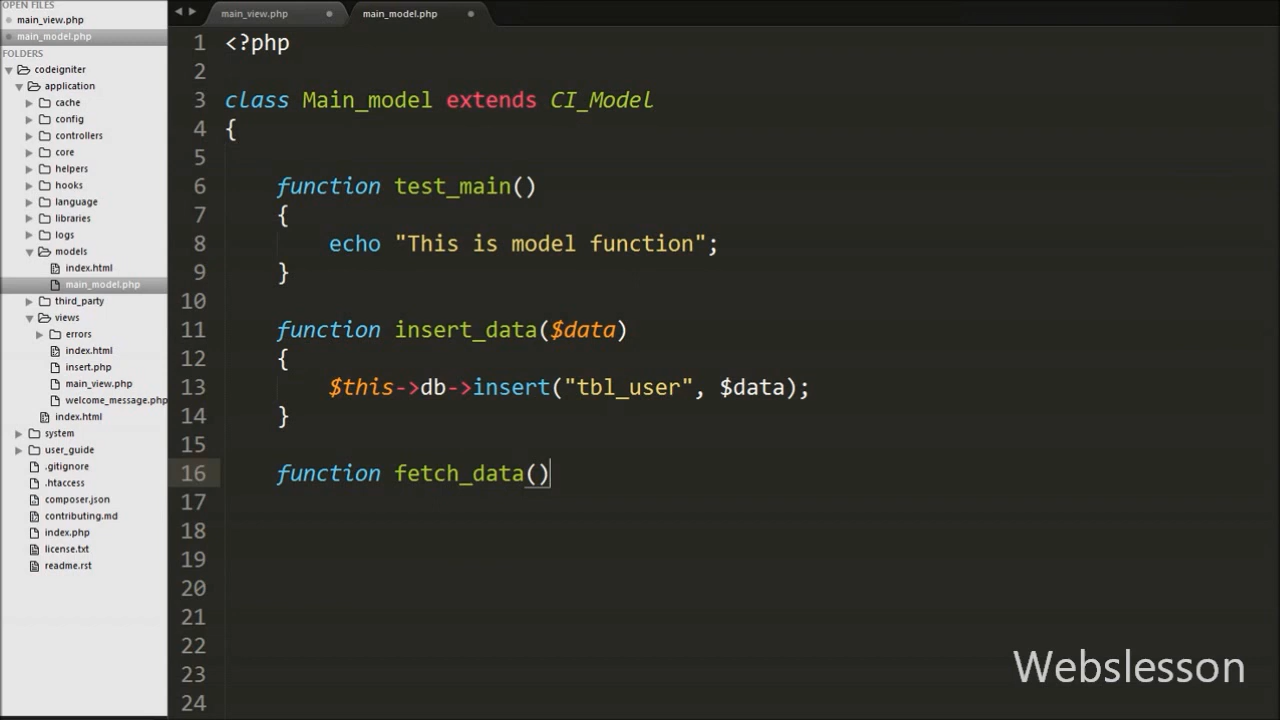 OPEN FILES
main_view.php
main_model.php
FOLDERS
codeigniter
application
cache
config
controllers
core
helpers
hooks
language
libraries
logs
models
index.html
main_model.php
third_party
views
errors
index.html
insert.php
main_view.php
welcome_message.php
index.html
system
user_guide
.gitignore
.htaccess
composer.json
contributing.md
index.php
license.txt
readme.rst
main_view.php
main_model.php
1 <?php
2
3 class Main_model extends CI_Model
4 {
5
6 function test_main()
7 {
8 echo "This is model function";
9 }
10
11 function insert_data($data)
12 {
13 $this->db->insert("tbl_user", $data);
14 }
15
16 function fetch_data()
17
18
19
20
21
22
23
24
Webslesson